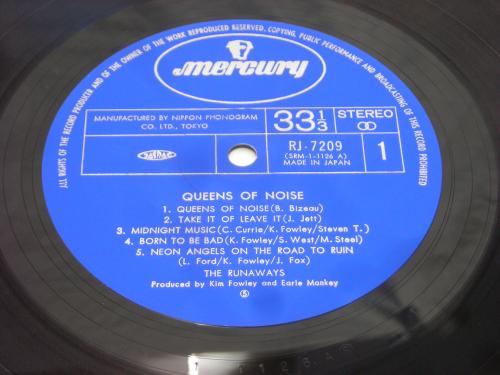 ALL RIGHTS OF THE RECORD PRODUCER AND OF THE OWNER OF THE WORK REPRODUCED RESERVED. COPYING, PUBLIC PERFORMANCE AND BROADCASTING OF THIS RECORD PROHIBITED
mercury
MANUFACTURED BY NIPPON PHONOGRAM
CO. LTD., TOKYO
33 1/3
STEREO
RJ-7209
(SRM-1-1126 A)
MADE IN JAPAN
1
QUEENS OF NOISE
1. QUEENS OF NOISE(B. Bizeau)
2. TAKE IT OF LEAVE IT(J. Jett)
3. MIDNIGHT MUSIC(C. Currie/K. Fowley/Steven T.)
4. BORN TO BE BAD(K. Fowley/S. West/M. Steel)
5. NEON ANGELS ON THE ROAD TO RUIN
(L. Ford/K. Fowley/J. Fox)
THE RUNAWAYS
Produced by Kim Fowley and Earle Mankey